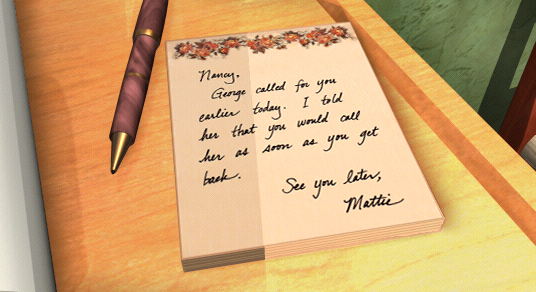 Nancy,
George called for you
earlier today. I told
her that you would call
her as soon as you get
back.
See you later,
Mattie